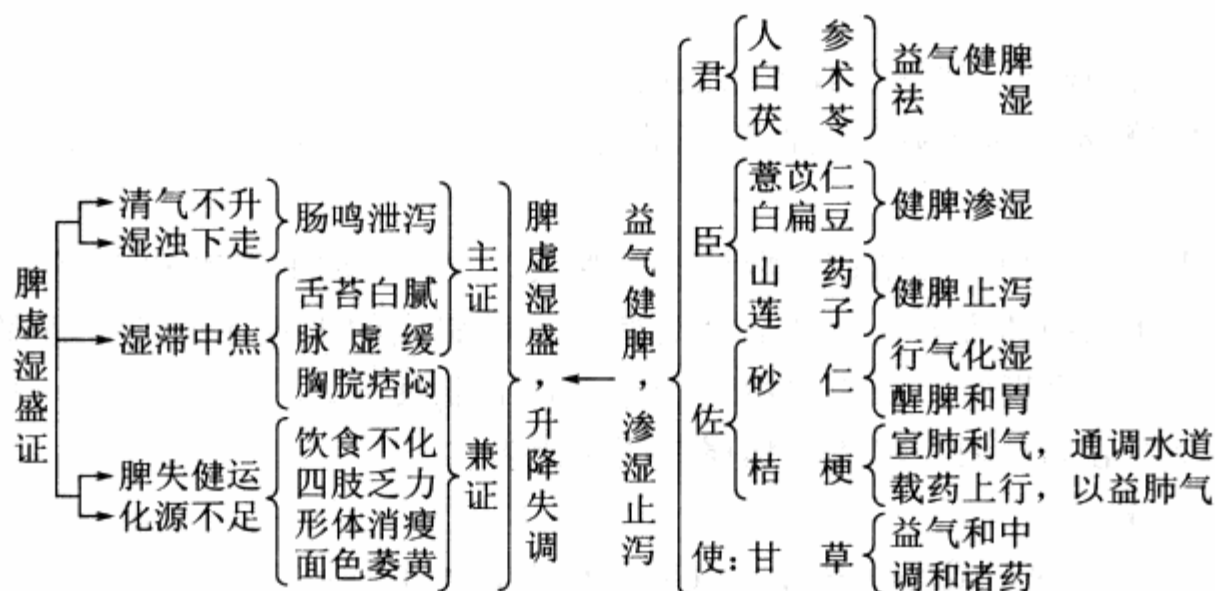 脾虚湿盛证
清气不升
湿浊下走
肠鸣泄泻
湿滞中焦
舌苔白腻
脉虚缓
胸脘痞闷
脾失健运
化源不足
饮食不化
四肢乏力
形体消瘦
面色萎黄
主证
兼证
脾虚湿盛，升降失调
益气健脾，渗湿止泻
君
人参
白术
茯苓
益气健脾
祛湿
臣
薏苡仁
白扁豆
健脾渗湿
山药
莲子
健脾止泻
佐
砂仁
行气化湿
醒脾和胃
桔梗
宣肺利气，通调水道
载药上行，以益肺气
使：甘草
益气和中
调和诸药